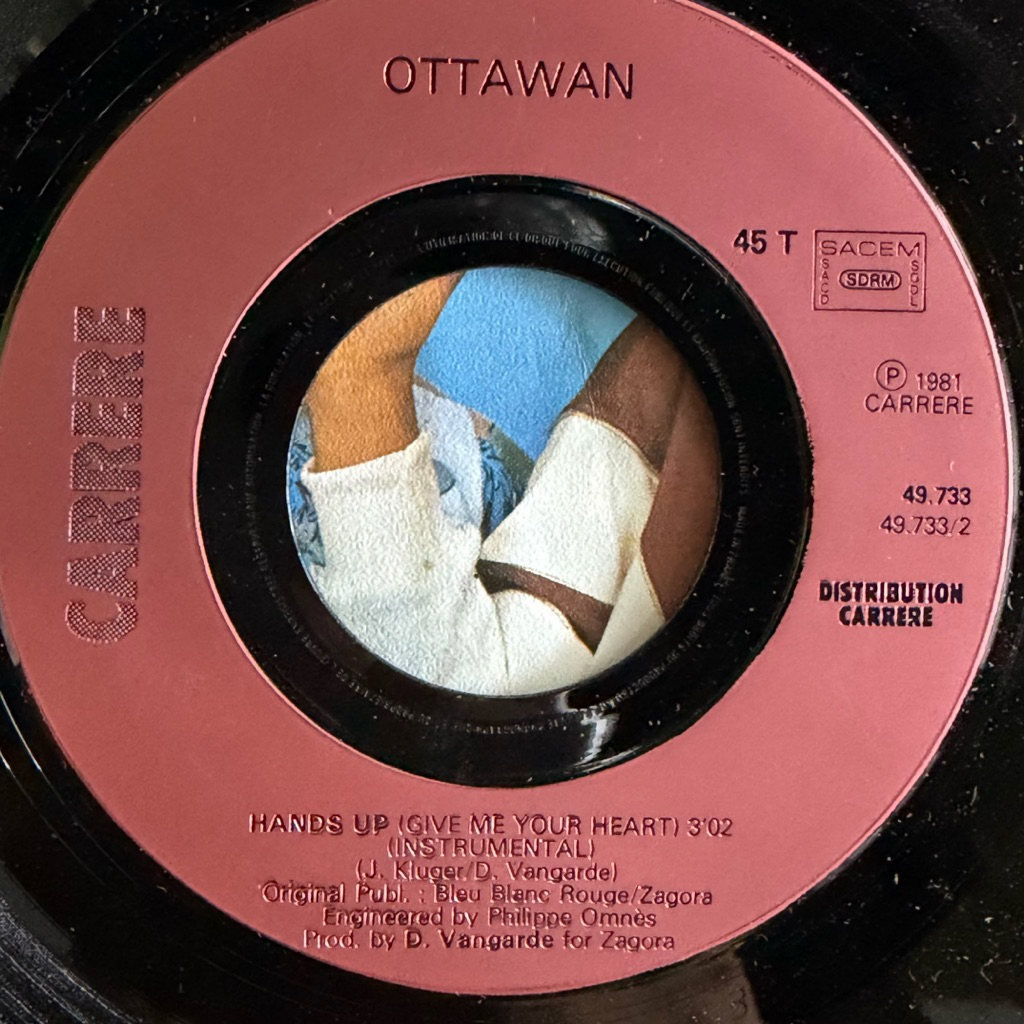 OTTAWAN
45 T
SACEM
SACD
SDRM
SGDL
CARRERE
Ⓟ 1981
CARRERE
49.733
49.733/2
DISTRIBUTION
CARRERE
HANDS UP (GIVE ME YOUR HEART) 3'02
(INSTRUMENTAL)
(J. Kluger/D. Vangarde)
Original Publ. : Bleu Blanc Rouge/Zagora
Engineered by Philippe Omnès
Prod. by D. Vangarde for Zagora